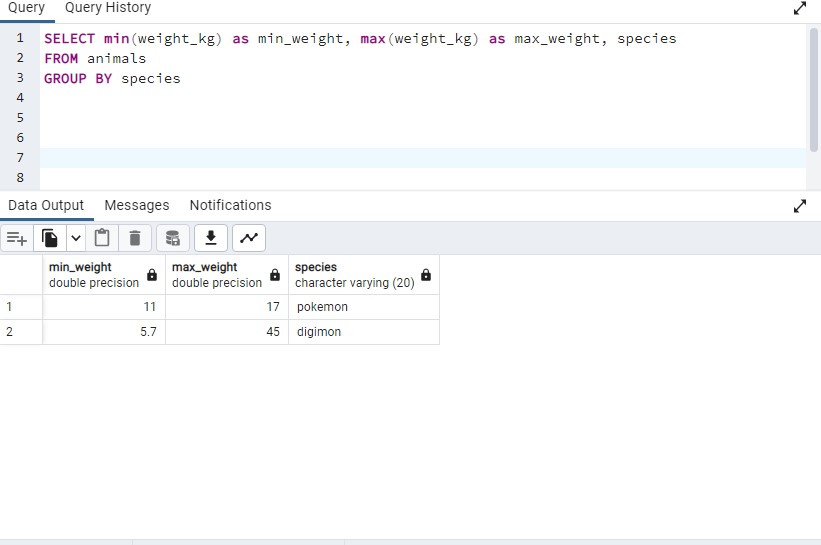 Query Query History
1 SELECT min(weight_kg) as min_weight, max(weight_kg) as max_weight, species
2 FROM animals
3 GROUP BY species
4
5
6
7
8
Data Output Messages Notifications
min_weight max_weight species
double precision double precision character varying (20)
1 11 17 pokemon
2 5.7 45 digimon